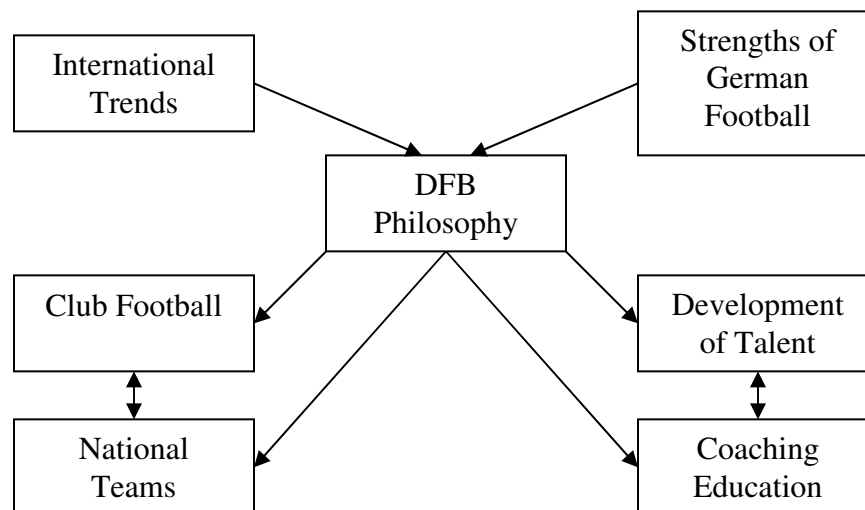 International
Trends
Strengths of
German
Football
DFB
Philosophy
Club Football
Development
of Talent
National
Teams
Coaching
Education